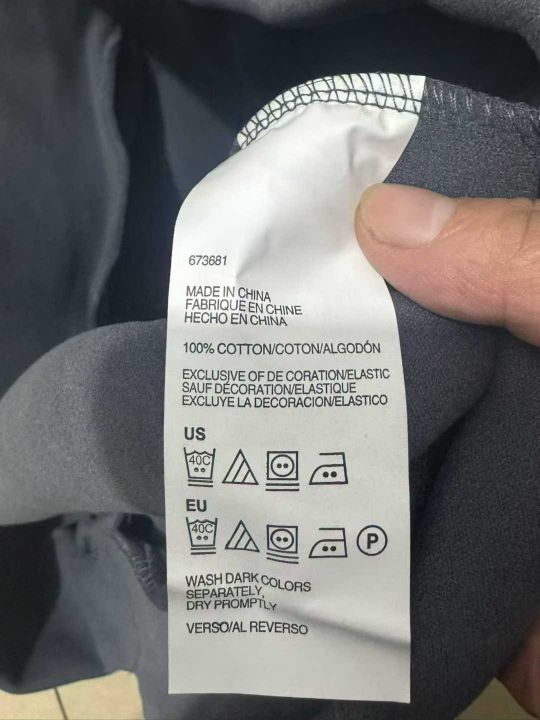 673681
MADE IN CHINA
FABRIQUE EN CHINE
HECHO EN CHINA
100% COTTON/COTON/ALGODÓN
EXCLUSIVE OF DE CORATION/ELASTIC
SAUF DÉCORATION/ELASTIQUE
EXCLUYE LA DECORACION/ELASTICO
US
40C
EU
40C
P
WASH DARK COLORS
SEPARATELY,
DRY PROMPTLY
VERSO/AL REVERSO